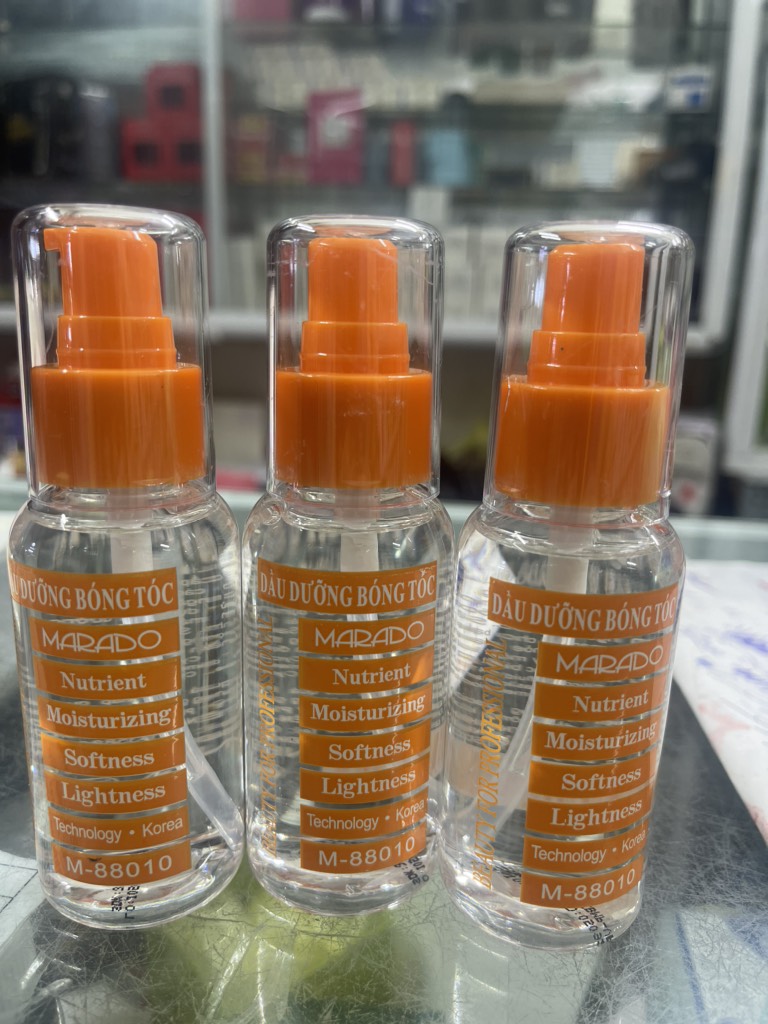 DẦU DƯỠNG BÓNG TÓC
MARADO
Nutrient
Moisturizing
Softness
Lightness
Technology • Korea
M-88010
DẦU DƯỠNG BÓNG TÓC
MARADO
Nutrient
Moisturizing
Softness
Lightness
Technology • Korea
M-88010
BEAUTY FOR PROFESSIONAL
DẦU DƯỠNG BÓNG TÓC
MARADO
Nutrient
Moisturizing
Softness
Lightness
Technology • Korea
M-88010
BEAUTY FOR PROFESSIONAL